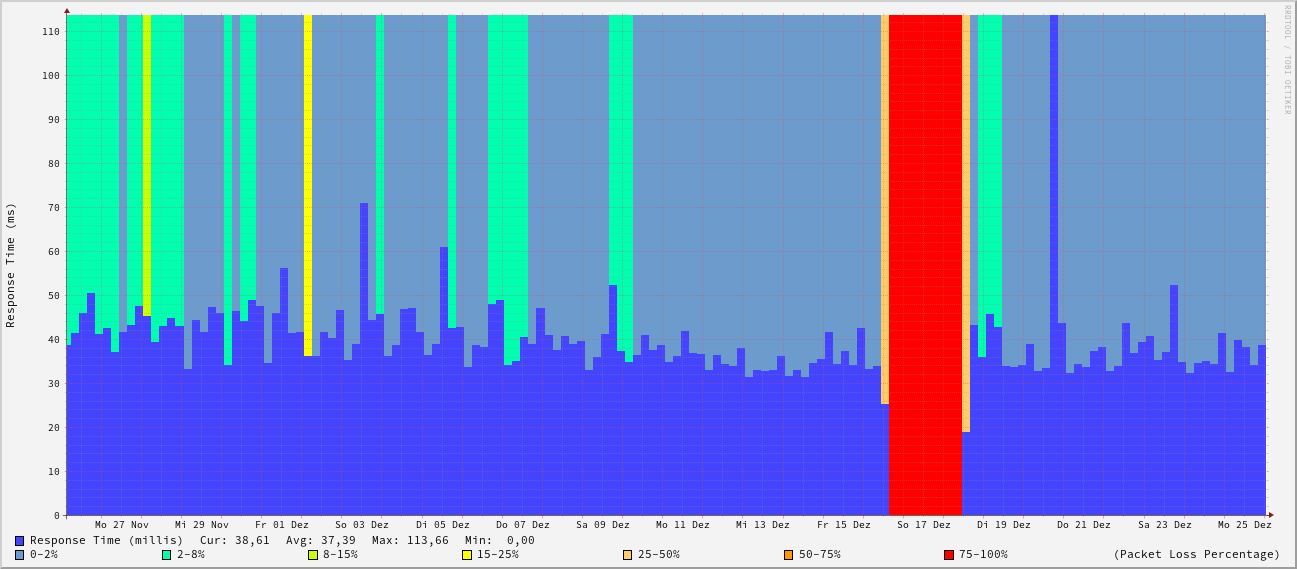 RRDTOOL / TOBI OETIKER
Response Time (ms)
110
100
90
80
70
60
50
40
30
20
10
0
Mo 27 Nov Mi 29 Nov Fr 01 Dez So 03 Dez Di 05 Dez Do 07 Dez Sa 09 Dez Mo 11 Dez Mi 13 Dez Fr 15 Dez So 17 Dez Di 19 Dez Do 21 Dez Sa 23 Dez Mo 25 Dez
Response Time (millis) Cur: 38,61 Avg: 37,39 Max: 113,66 Min: 0,00
0-2% 2-8% 8-15% 15-25% 25-50% 50-75% 75-100% (Packet Loss Percentage)